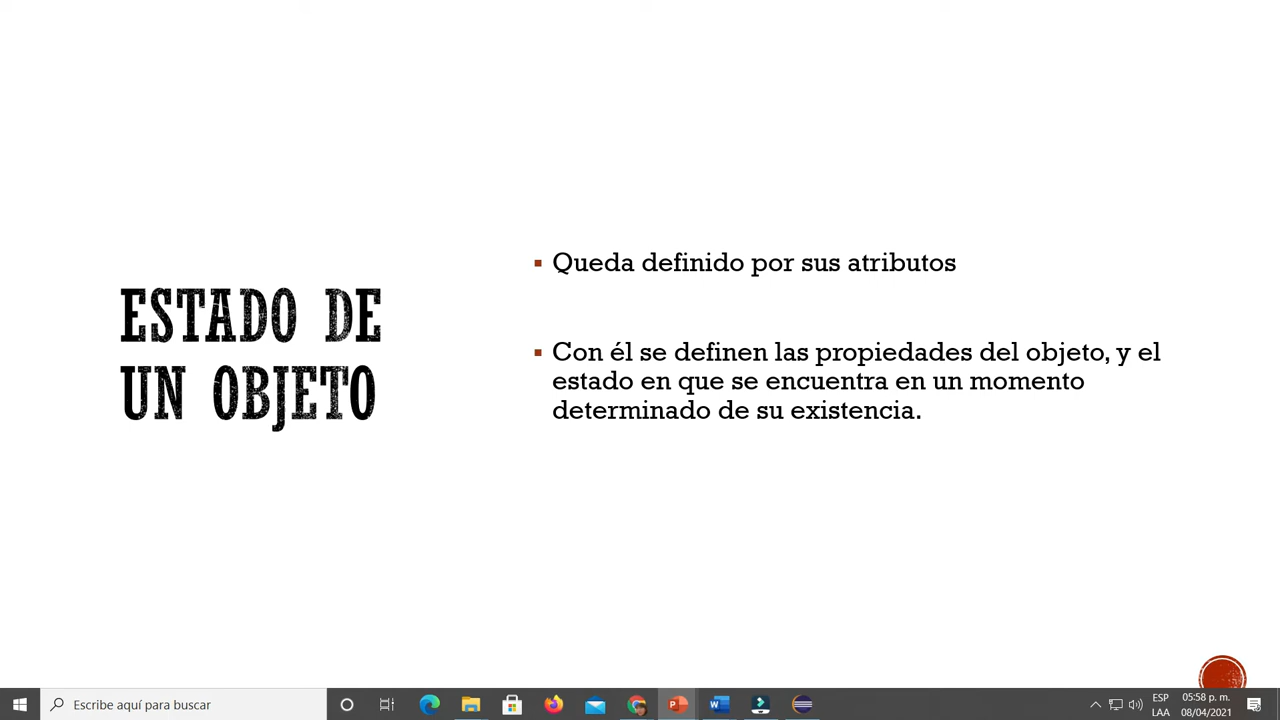 ESTADO DE
UN OBJETO
▪ Queda definido por sus atributos
▪ Con él se definen las propiedades del objeto, y el
estado en que se encuentra en un momento
determinado de su existencia.
Escribe aquí para buscar
ESP
LAA
05:58 p. m.
08/04/2021